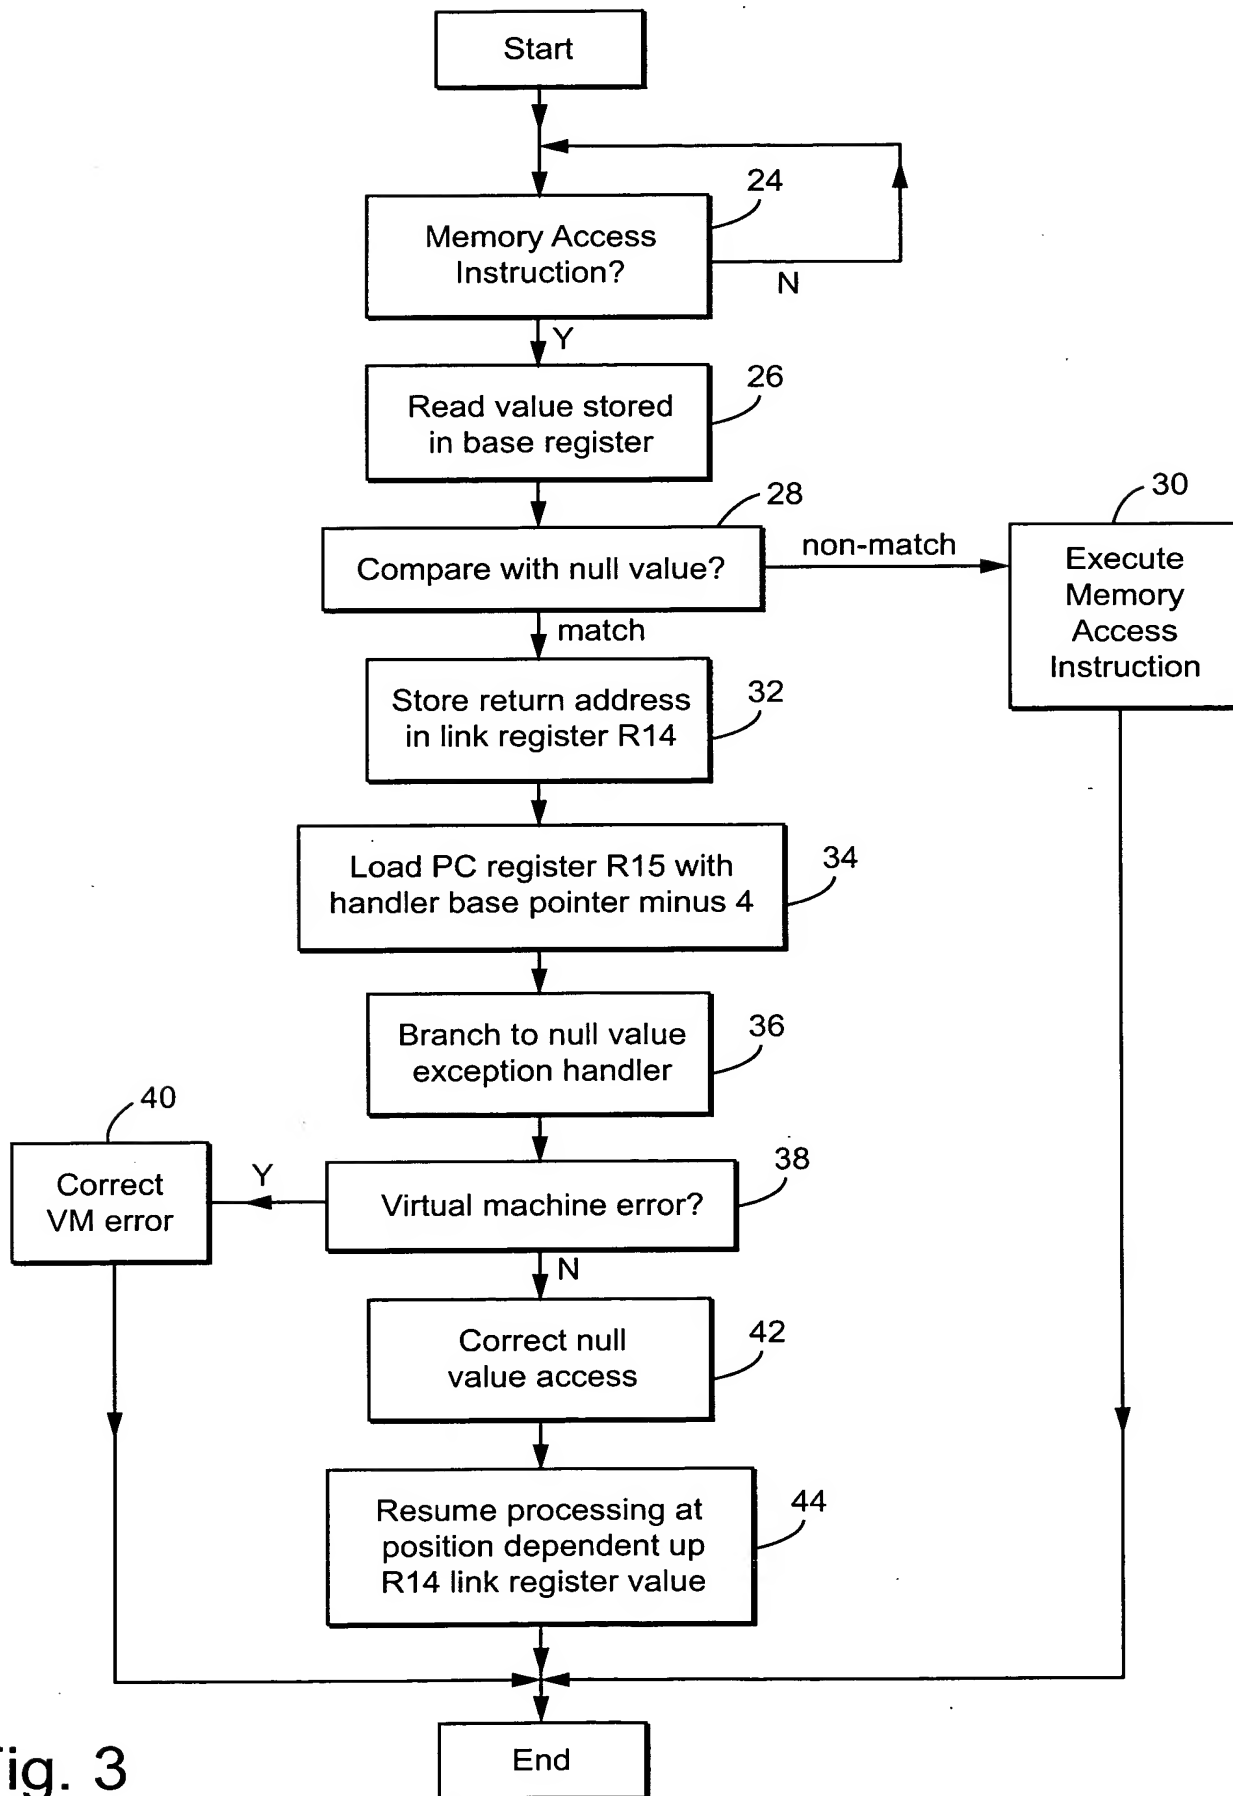 Start
24
Memory Access
Instruction?
N
Y
26
Read value stored
in base register
28
Compare with null value?
non-match
30
Execute
Memory
Access
Instruction
match
32
Store return address
in link register R14
34
Load PC register R15 with
handler base pointer minus 4
36
Branch to null value
exception handler
40
Correct
VM error
Y
38
Virtual machine error?
N
42
Correct null
value access
44
Resume processing at
position dependent up
R14 link register value
End
ig. 3